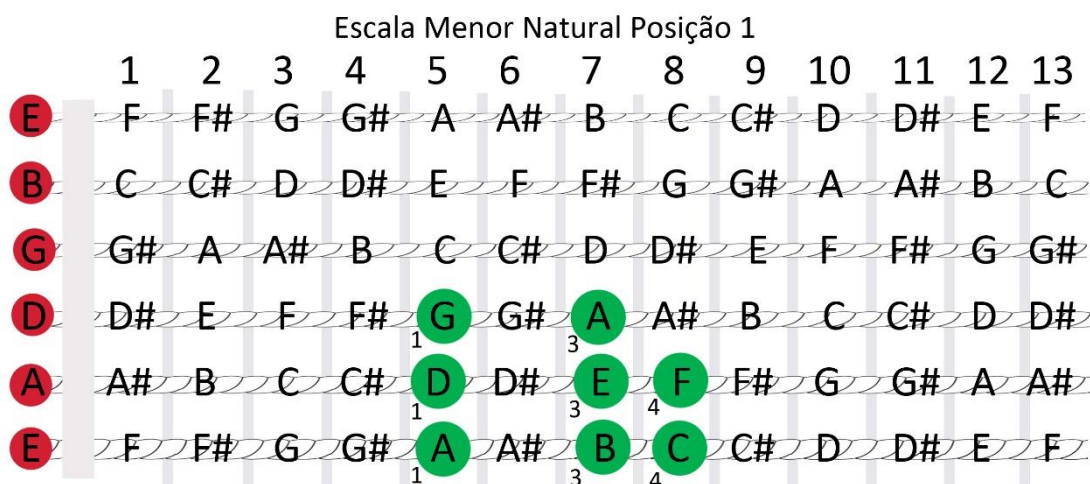 Escala Menor Natural Posição 1
1 2 3 4 5 6 7 8 9 10 11 12 13
E F F# G G# A A# B C C# D D# E F
B C C# D D# E F F# G G# A A# B C
G G# A A# B C C# D D# E F F# G G#
D D# E F F# G G# A A# B C C# D D#
1 3
A A# B C C# D D# E F F# G G# A A#
1 3 4
E F F# G G# A A# B C C# D D# E F
1 3 4